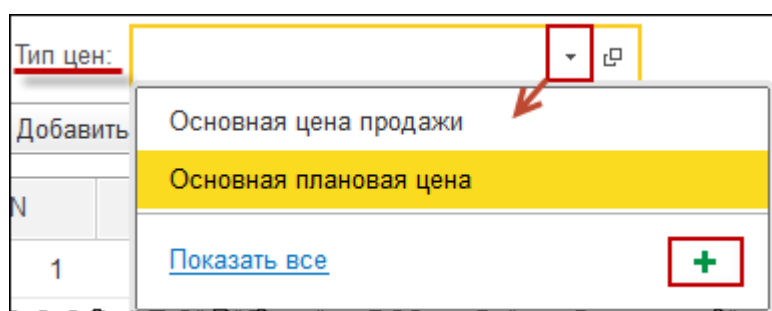 Тип цен:
Добавить
Основная цена продажи
Основная плановая цена
N
1
Показать все